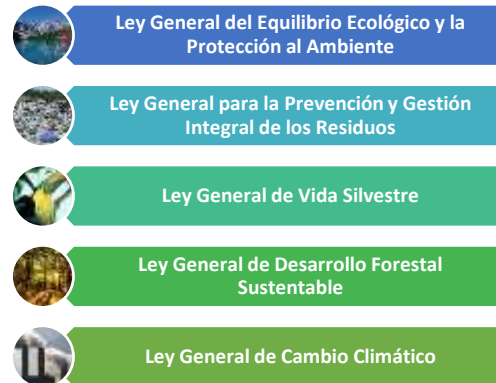 Ley General del Equilibrio Ecológico y la
Protección al Ambiente
Ley General para la Prevención y Gestión
Integral de los Residuos
Ley General de Vida Silvestre
Ley General de Desarrollo Forestal
Sustentable
Ley General de Cambio Climático